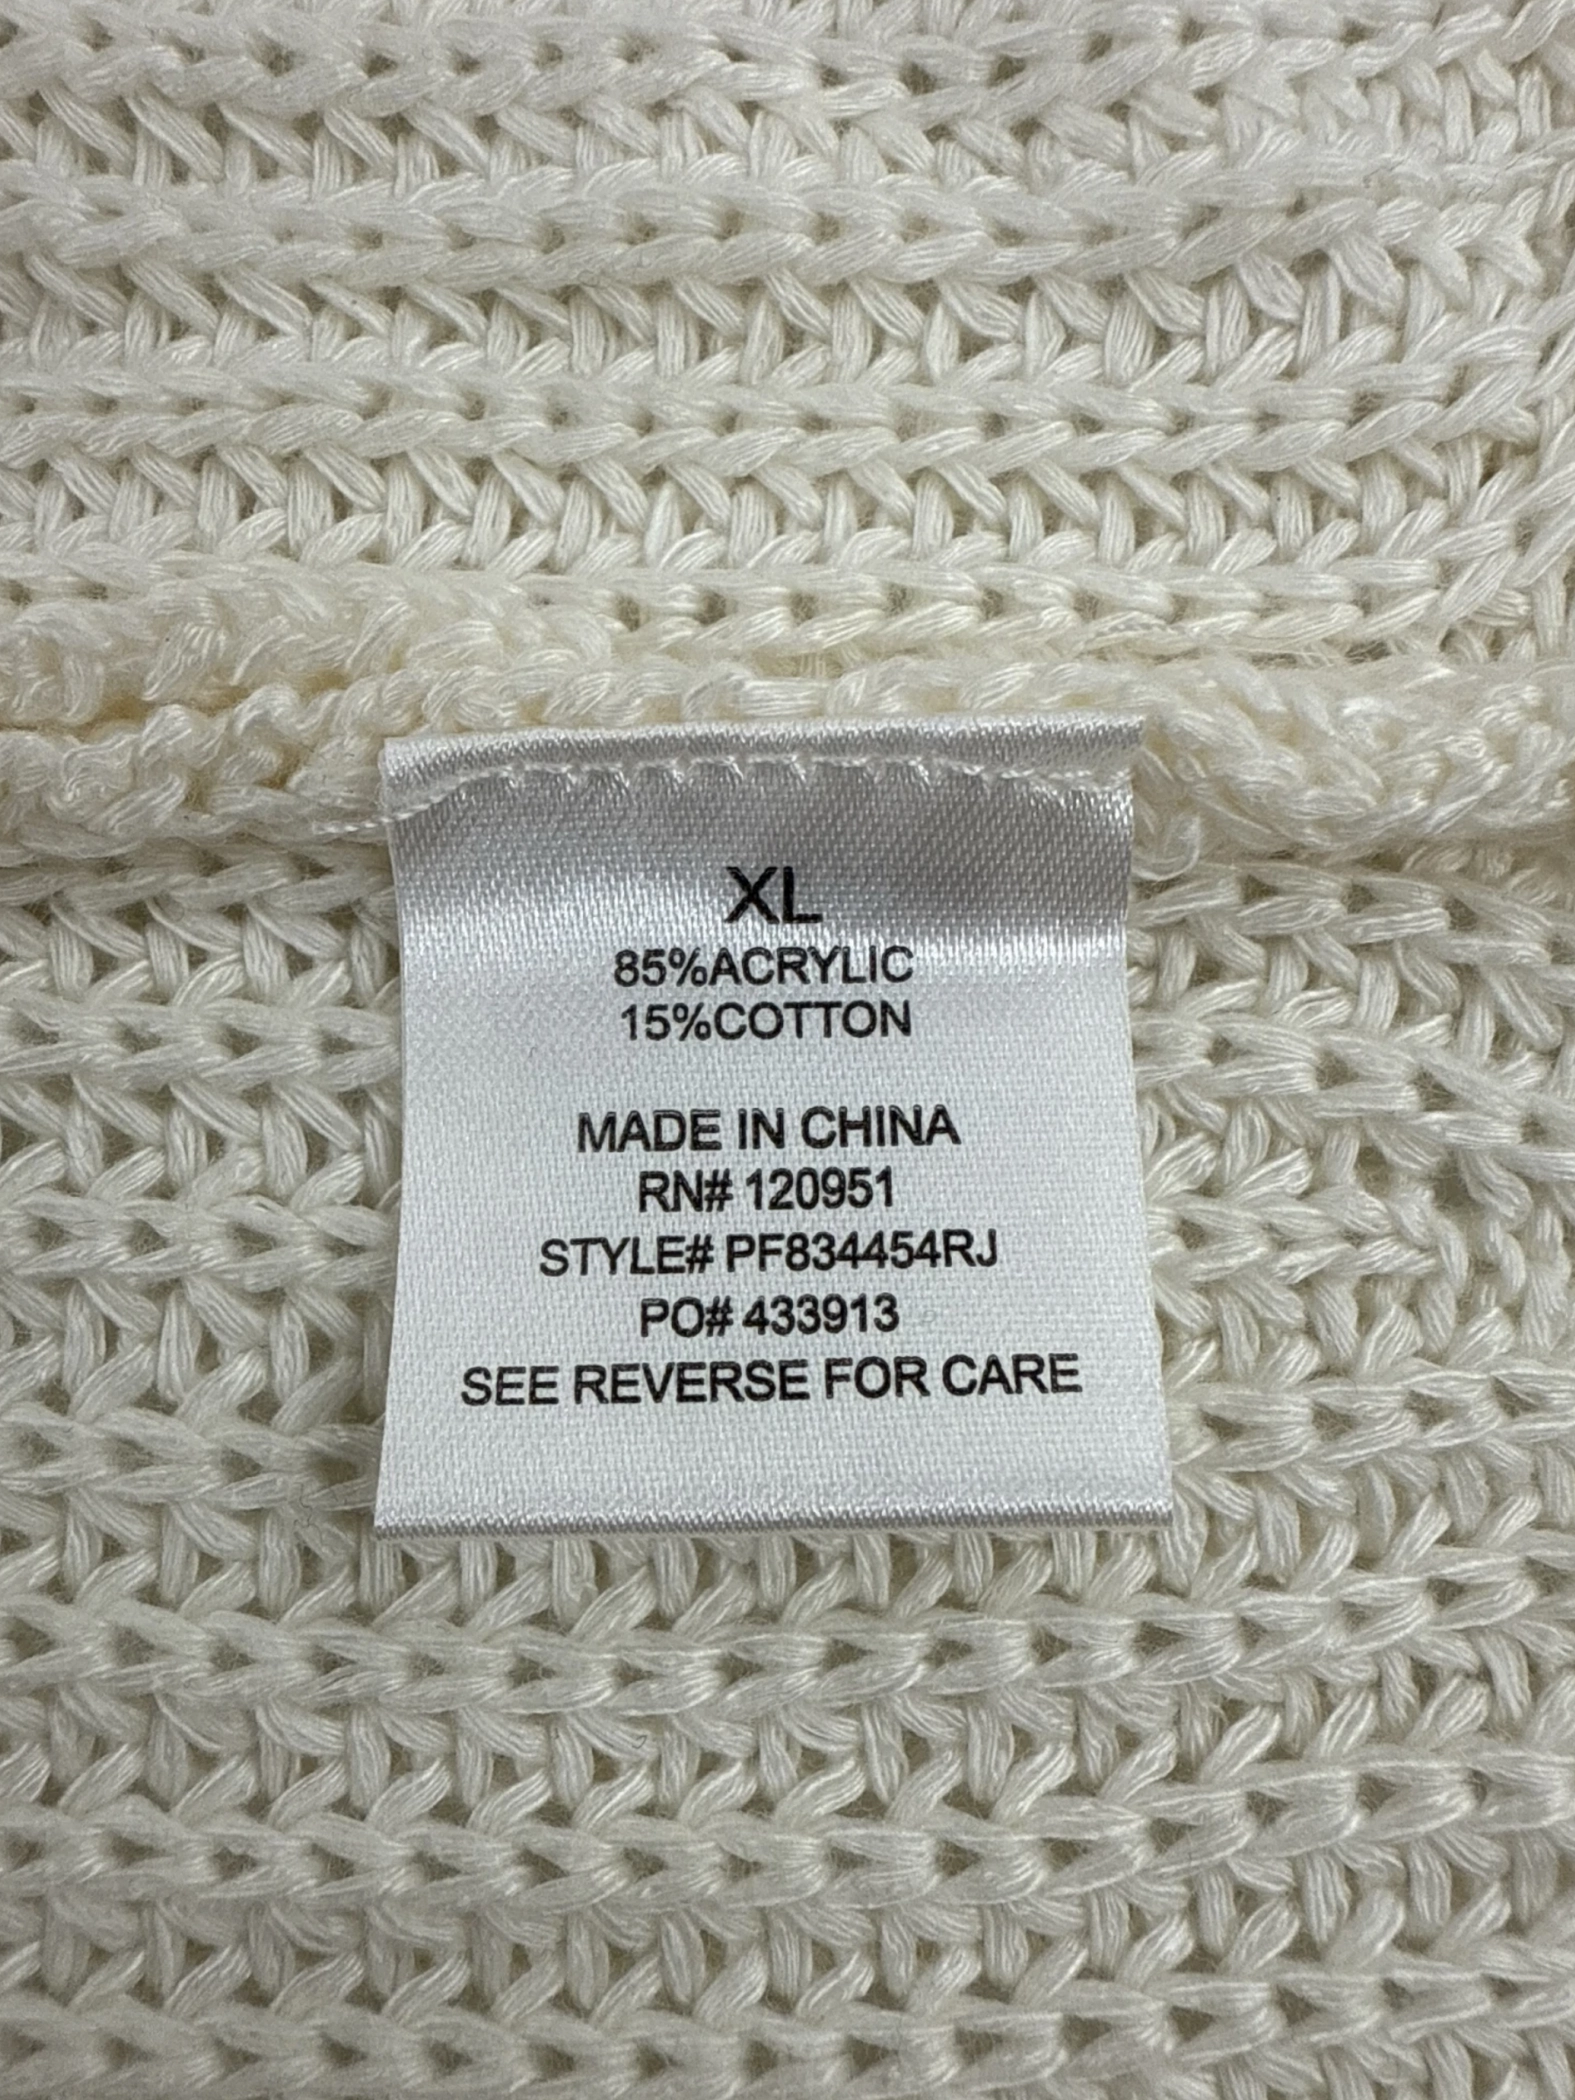 XL
85%ACRYLIC
15%COTTON
MADE IN CHINA
RN# 120951
STYLE# PF834454RJ
PO# 433913
SEE REVERSE FOR CARE